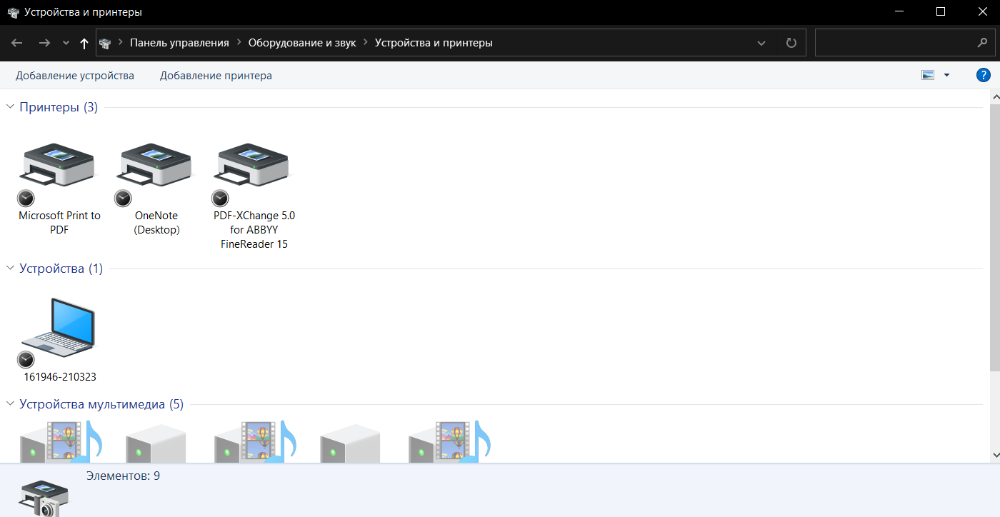 Устройства и принтеры
Панель управления Оборудование и звук Устройства и принтеры
Добавление устройства Добавление принтера ?
Принтеры (3)
Microsoft Print to
PDF
OneNote
(Desktop)
PDF-XChange 5.0
for ABBYY
FineReader 15
Устройства (1)
161946-210323
Устройства мультимедиа (5)
Элементов: 9